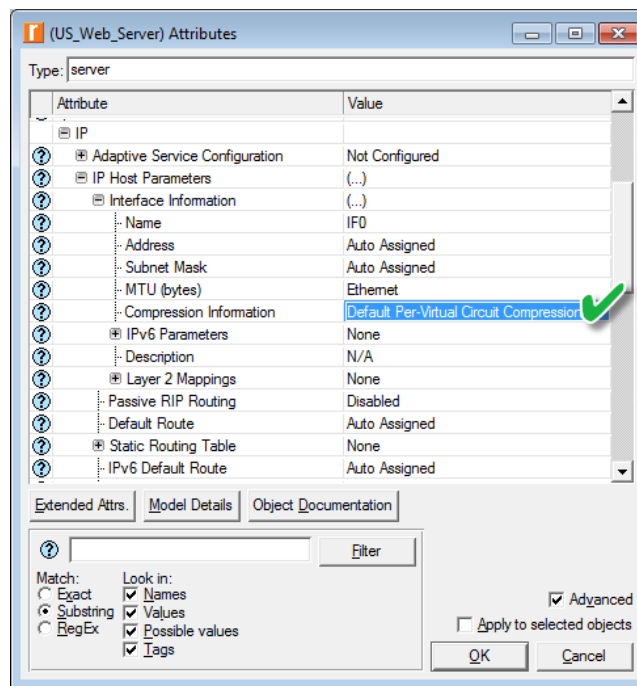 (US_Web_Server) Attributes
Type: server
Attribute Value
IP
Adaptive Service Configuration Not Configured
IP Host Parameters (...)
Interface Information (...)
Name IF0
Address Auto Assigned
Subnet Mask Auto Assigned
MTU (bytes) Ethernet
Compression Information Default Per-Virtual Circuit Compression
IPv6 Parameters None
Description N/A
Layer 2 Mappings None
Passive RIP Routing Disabled
Default Route Auto Assigned
Static Routing Table None
IPv6 Default Route Auto Assigned
Extended Attrs. Model Details Object Documentation
Filter
Match: Look in:
Exact Names
Substring Values
RegEx Possible values
Tags
Advanced
Apply to selected objects
OK Cancel